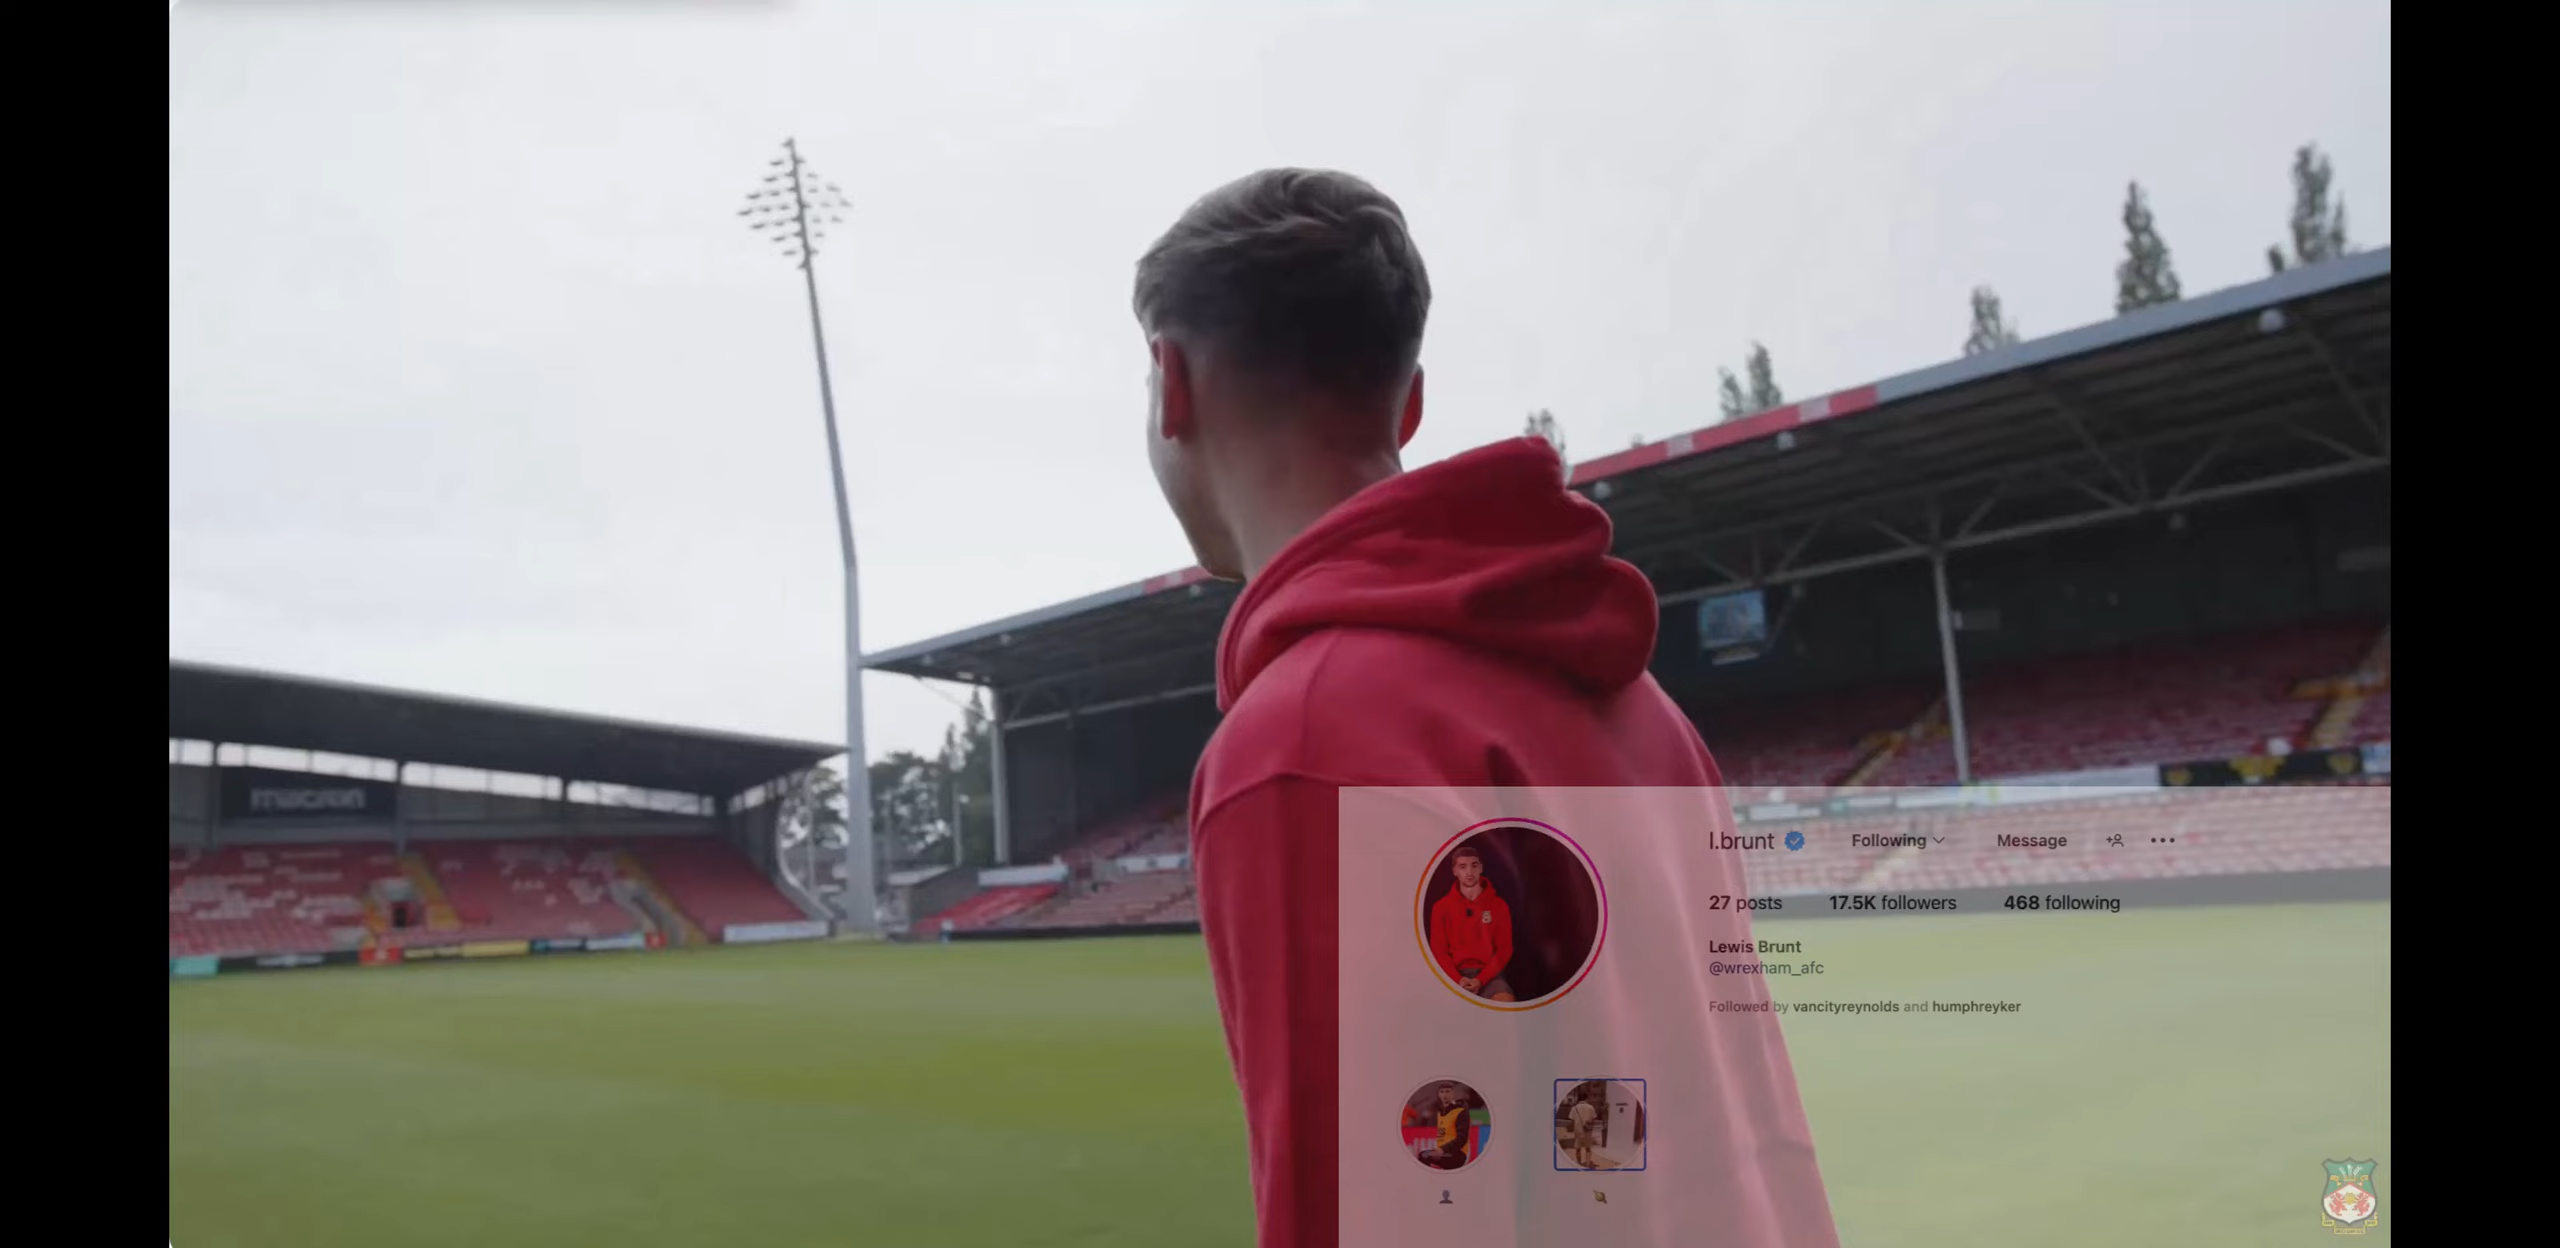 macron
l.brunt Following Message
27 posts 17.5K followers 468 following
Lewis Brunt
@wrexham_afc
Followed by vancityreynolds and humphreyker